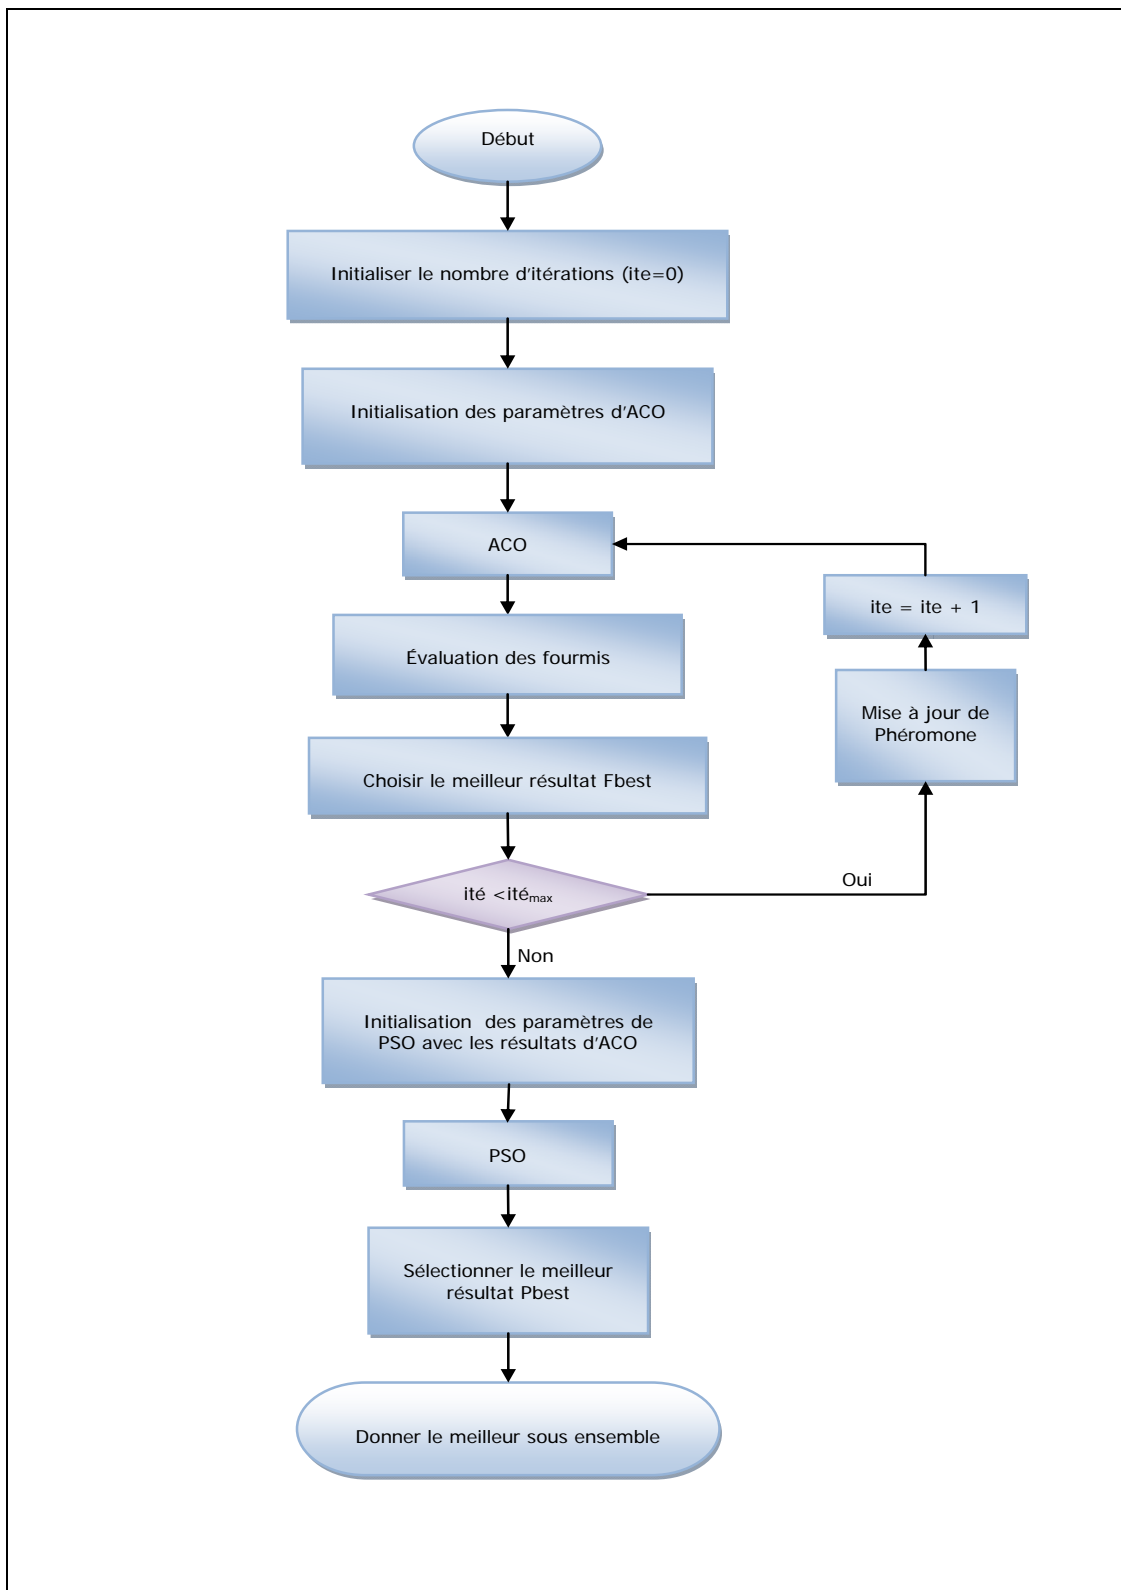 Début
Initialiser le nombre d'itérations (ite=0)
Initialisation des paramètres d'ACO
ACO
ite = ite + 1
Évaluation des fourmis
Mise à jour de
Phéromone
Choisir le meilleur résultat Fbest
ité <ité_max
Oui
Non
Initialisation des paramètres de
PSO avec les résultats d'ACO
PSO
Sélectionner le meilleur
résultat Pbest
Donner le meilleur sous ensemble